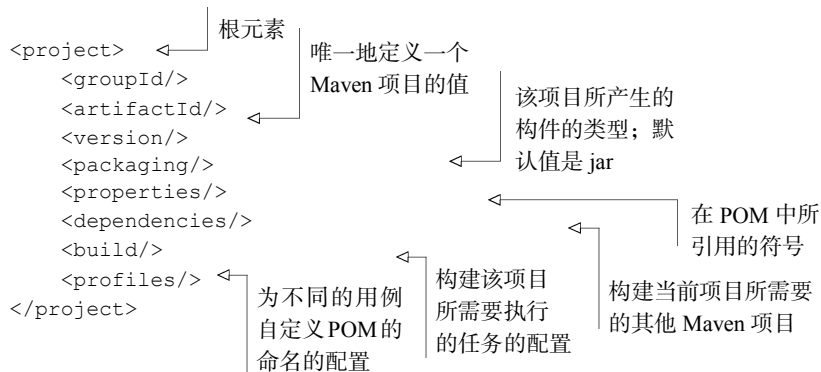 <project>
根元素
<groupId/>
<artifactId/>
<version/>
<packaging/>
<properties/>
<dependencies/>
<build/>
<profiles/>
</project>
唯一地定义一个
Maven 项目的值
该项目所产生的
构件的类型；默
认值是 jar
在 POM 中所
引用的符号
构建当前项目所需要
的其他 Maven 项目
构建该项目
所需要执行
的任务的配置
为不同的用例
自定义POM的
命名的配置